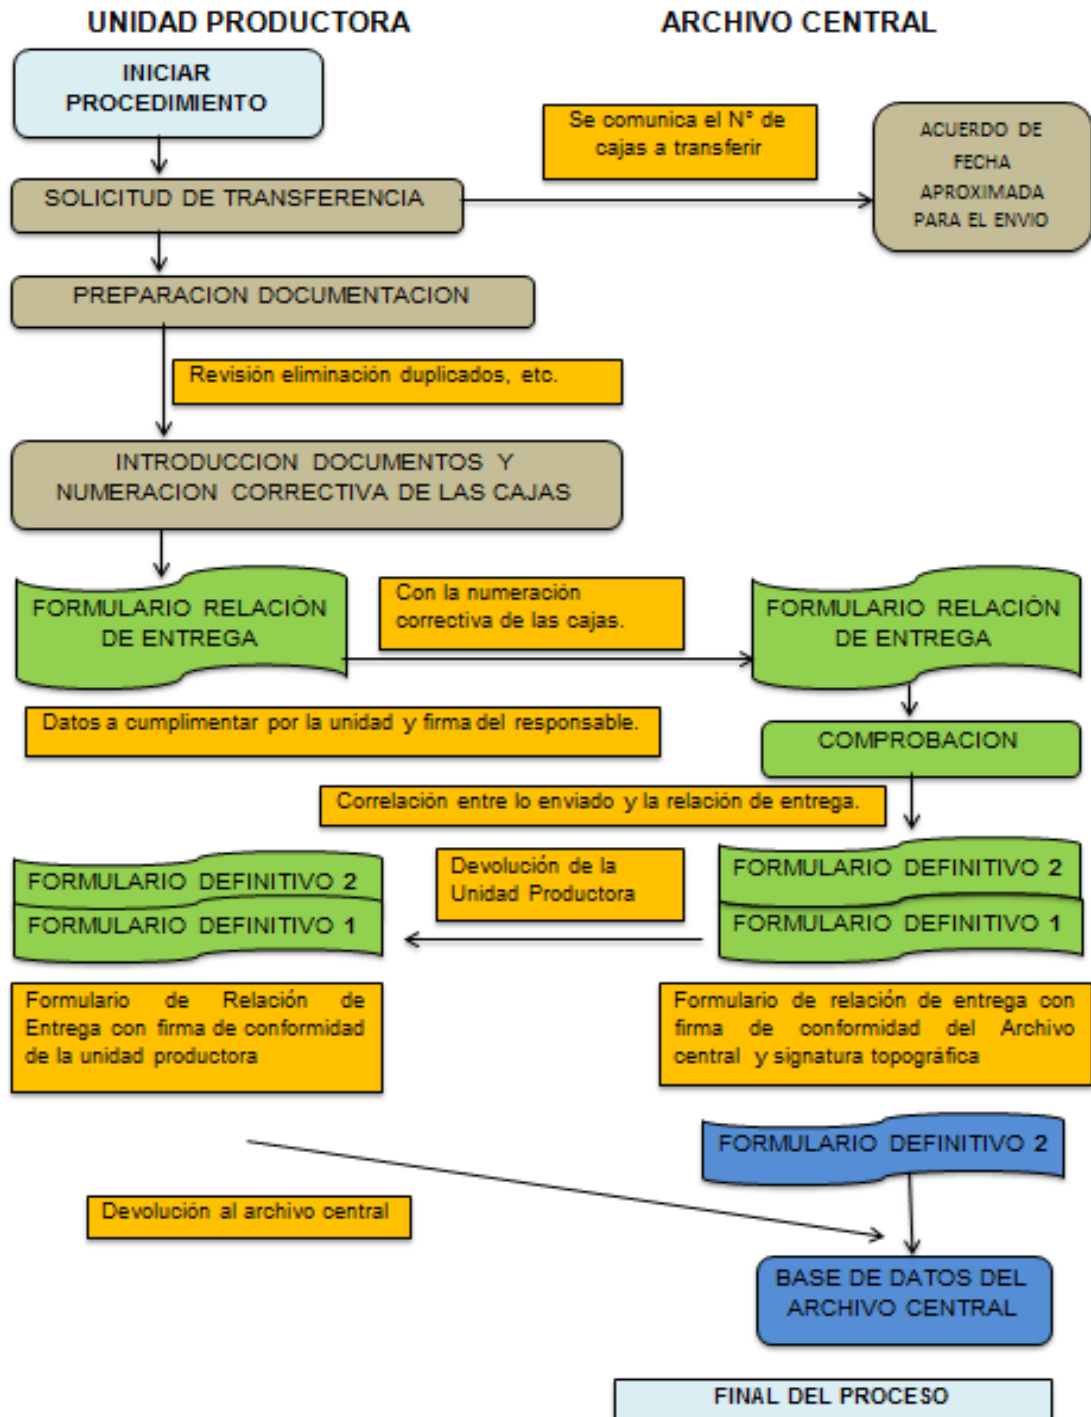 UNIDAD PRODUCTORA
ARCHIVO CENTRAL
INICIAR
PROCEDIMIENTO
Se comunica el N° de
cajas a transferir
ACUERDO DE
FECHA
APROXIMADA
PARA EL ENVIO
SOLICITUD DE TRANSFERENCIA
PREPARACION DOCUMENTACION
Revisión eliminación duplicados, etc.
INTRODUCCION DOCUMENTOS Y
NUMERACION CORRECTIVA DE LAS CAJAS
FORMULARIO RELACIÓN
DE ENTREGA
Con la numeración
correctiva de las cajas.
FORMULARIO RELACIÓN
DE ENTREGA
Datos a cumplimentar por la unidad y firma del responsable.
COMPROBACION
Correlación entre lo enviado y la relación de entrega.
FORMULARIO DEFINITIVO 2
FORMULARIO DEFINITIVO 1
Devolución de la
Unidad Productora
FORMULARIO DEFINITIVO 2
FORMULARIO DEFINITIVO 1
Formulario de Relación de
Entrega con firma de conformidad
de la unidad productora
Formulario de relación de entrega con
firma de conformidad del Archivo
central y signatura topográfica
FORMULARIO DEFINITIVO 2
Devolución al archivo central
BASE DE DATOS DEL
ARCHIVO CENTRAL
FINAL DEL PROCESO